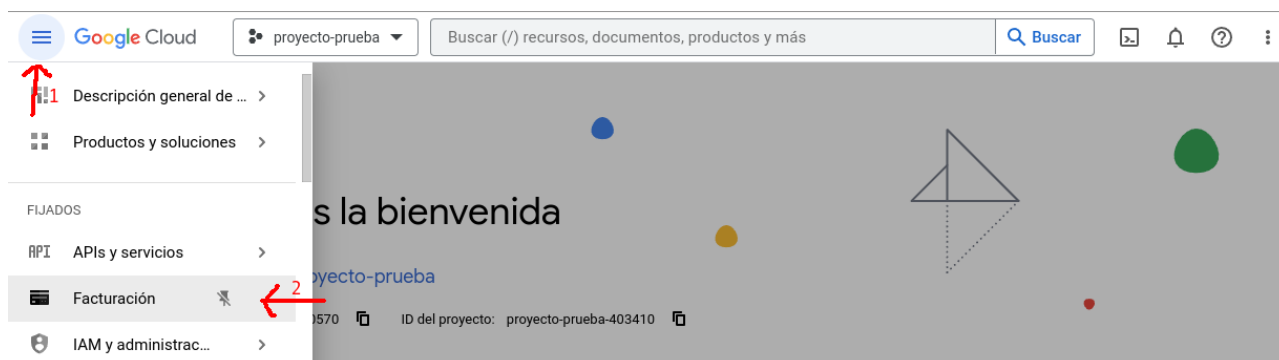 Google Cloud proyecto-prueba Buscar (/) recursos, documentos, productos y más Buscar
1 Descripción general de ...
Productos y soluciones
FIJADOS
s la bienvenida
API APIs y servicios
oyecto-prueba
Facturación 2
0570 ID del proyecto: proyecto-prueba-403410
IAM y administrac...